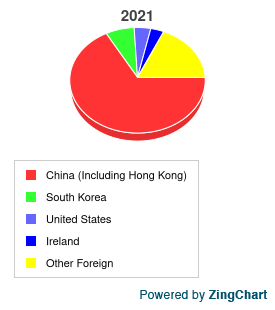 2021
China (Including Hong Kong)
South Korea
United States
Ireland
Other Foreign
Powered by ZingChart